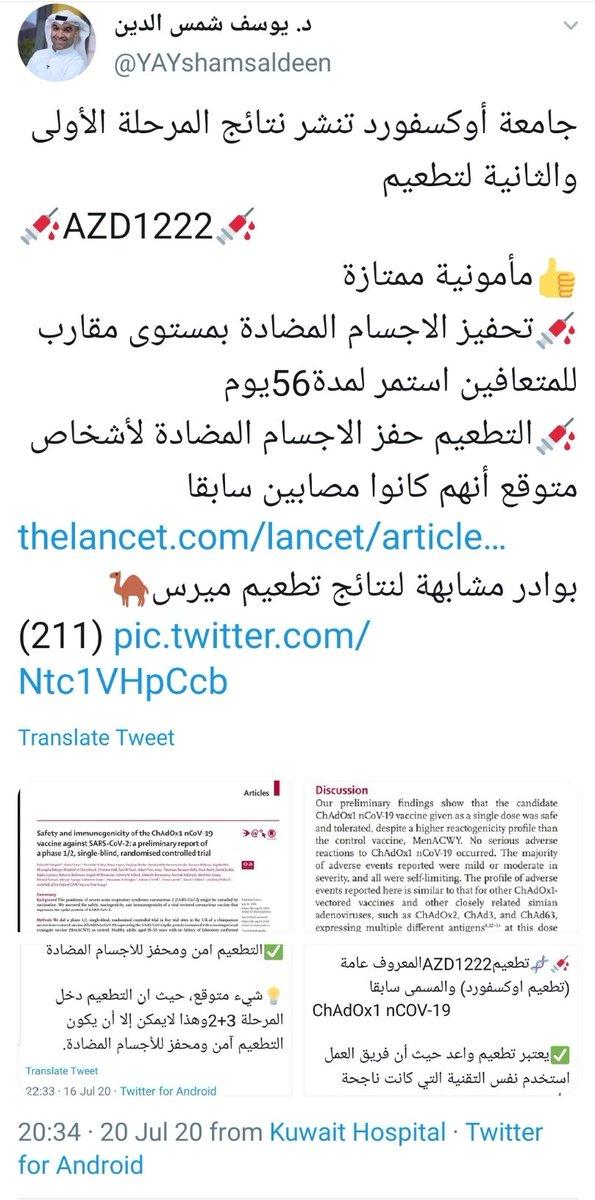 د. يوسف شمس الدين
@YAYshamsaldeen
جامعة أوكسفورد تنشر نتائج المرحلة الأولى
والثانية لتطعيم
💉AZD1222💉
👍مأمونية ممتازة
💉تحفيز الاجسام المضادة بمستوى مقارب
للمتعافين استمر لمدة56يوم
💉التطعيم حفز الاجسام المضادة لأشخاص
متوقع أنهم كانوا مصابين سابقا
thelancet.com/lancet/article…
بوادر مشابهة لنتائج تطعيم ميرس🐪
(211) pic.twitter.com/
Ntc1VHpCcb
Translate Tweet
Articles
Safety and immunogenicity of the ChAdOx1 nCoV-19
vaccine against SARS-CoV-2: a preliminary report of
a phase 1/2, single-blind, randomised controlled trial
Summary
Discussion
Our preliminary findings show that the candidate
ChAdOx1 nCoV-19 vaccine given as a single dose was safe
and tolerated, despite a higher reactogenicity profile than
the control vaccine, MenACWY. No serious adverse
reactions to ChAdOx1 nCoV-19 occurred. The majority
of adverse events reported were mild or moderate in
severity, and all were self-limiting. The profile of adverse
events reported here is similar to that for other ChAdOx1-
vectored vaccines and other closely related simian
adenoviruses, such as ChAdOx2, ChAd3, and ChAd63,
expressing multiple different antigens at this dose
✅التطعيم امن ومحفز للاجسام المضادة
💡شيء متوقع، حيث ان التطعيم دخل
المرحلة 3+2وهذا لايمكن إلا أن يكون
التطعيم آمن ومحفز للأجسام المضادة.
Translate Tweet
22:33 · 16 Jul 20 · Twitter for Android
💉🧬تطعيمAZD1222المعروف عامة
(تطعيم اوكسفورد) والمسمى سابقا
ChAdOx1 nCOV-19
✅يعتبر تطعيم واعد حيث أن فريق العمل
استخدم نفس التقنية التي كانت ناجحة
20:34 · 20 Jul 20 from Kuwait Hospital · Twitter
for Android